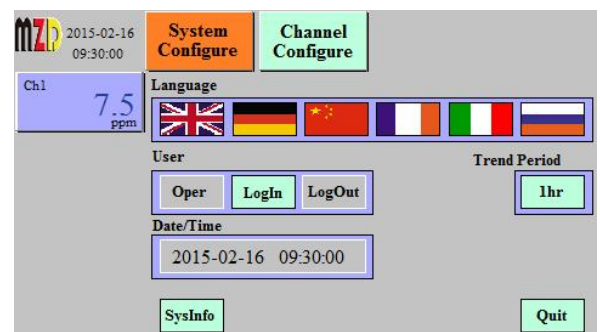 MZD 2015-02-16
09:30:00
System
Configure
Channel
Configure
Ch1
7.5
ppm
Language
User
Trend Period
Oper LogIn LogOut
1hr
Date/Time
2015-02-16 09:30:00
SysInfo
Quit